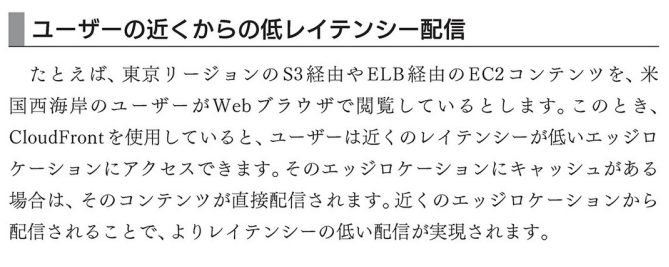 ユーザーの近くからの低レイテンシー配信
たとえば、東京リージョンのS3経由やELB経由のEC2コンテンツを、米
国西海岸のユーザーがWebブラウザで閲覧しているとします。このとき、
CloudFrontを使用していると、ユーザーは近くのレイテンシーが低いエッジロ
ケーションにアクセスできます。そのエッジロケーションにキャッシュがある
場合は、そのコンテンツが直接配信されます。近くのエッジロケーションから
配信されることで、よりレイテンシーの低い配信が実現されます。